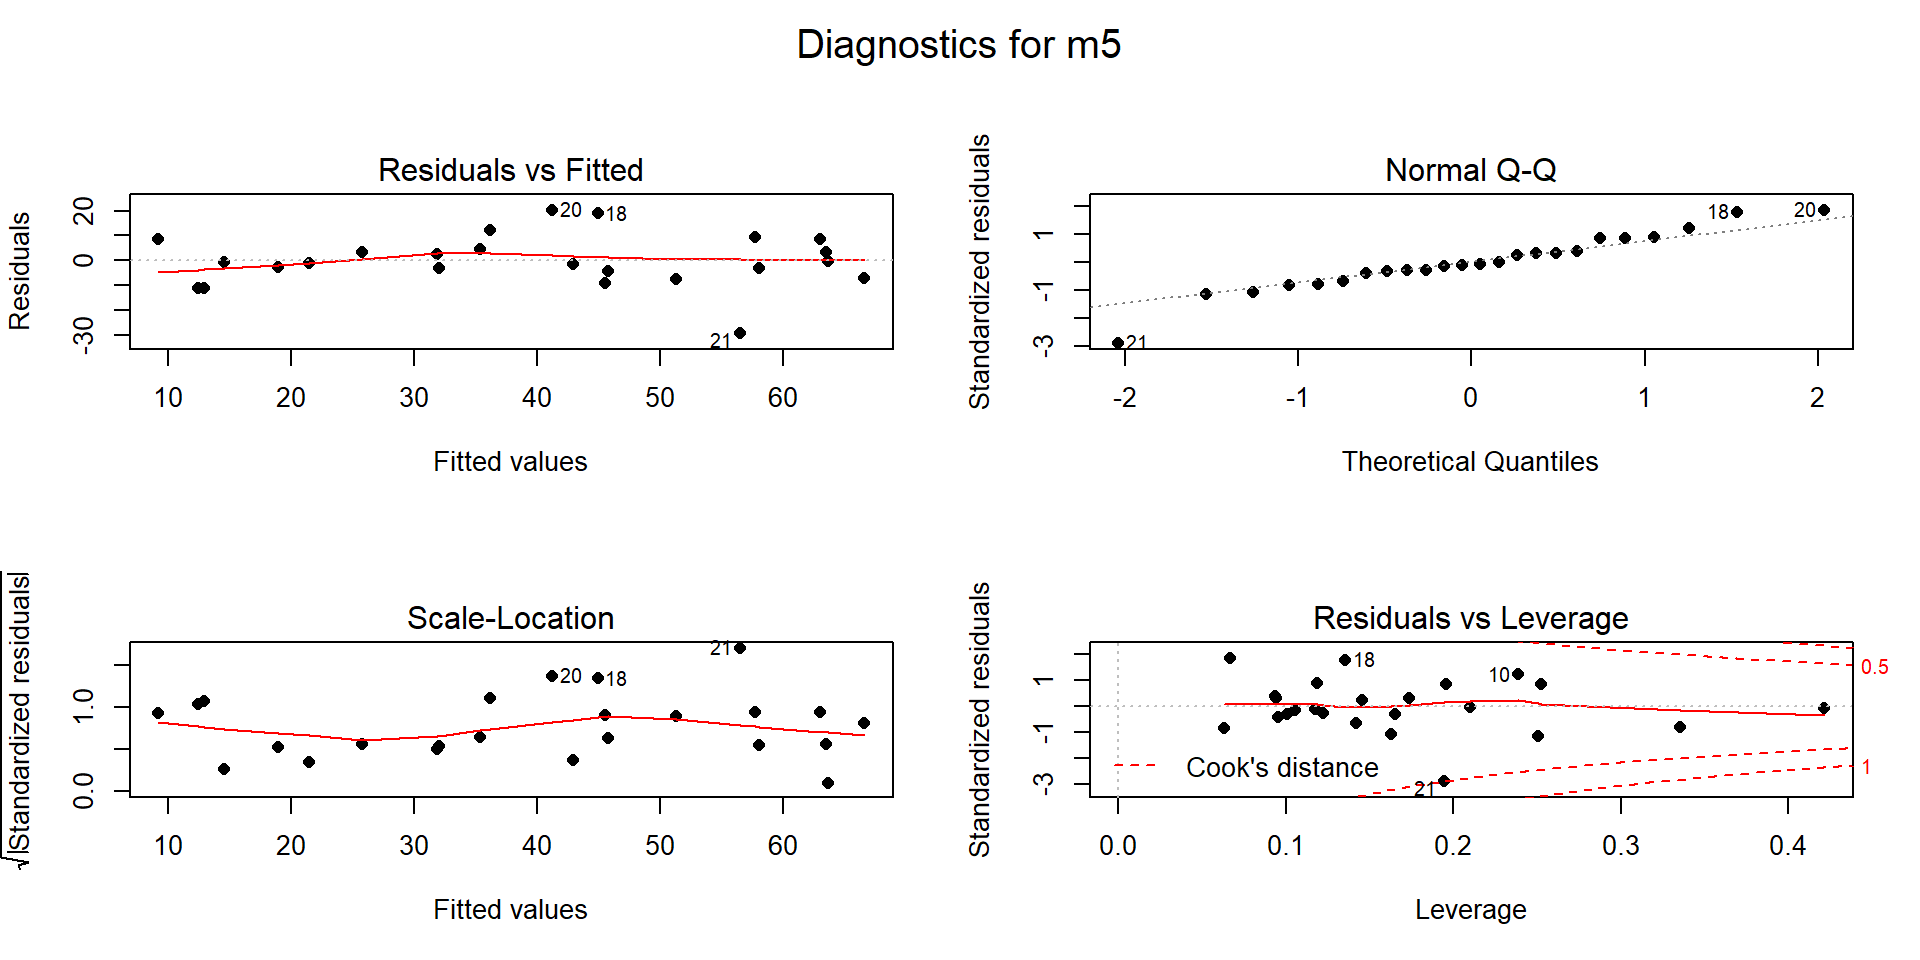 Diagnostics for m5
Residuals vs Fitted
Residuals
20
0
-30
20
18
21
10 20 30 40 50 60
Fitted values
Normal Q-Q
Standardized residuals
1
-1
-3
18
20
21
-2 -1 0 1 2
Theoretical Quantiles
Scale-Location
√|Standardized residuals|
1.0
0.0
21
20
18
10 20 30 40 50 60
Fitted values
Residuals vs Leverage
Standardized residuals
1
-1
-3
18
10
21
0.5
1
Cook's distance
0.0 0.1 0.2 0.3 0.4
Leverage